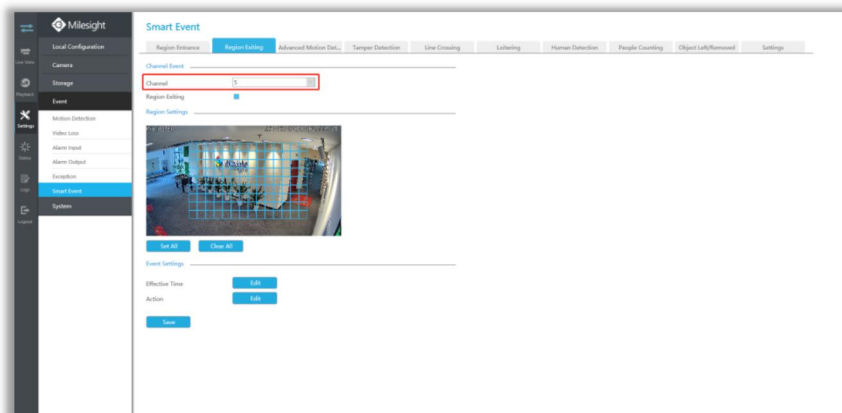 Milesight
Live View
Playback
Settings
Status
Logs
Logout
Local Configuration
Camera
Storage
Event
Motion Detection
Video Loss
Alarm Input
Alarm Output
Exception
Smart Event
System
Smart Event
Region Entrance
Region Exiting
Advanced Motion Det...
Tamper Detection
Line Crossing
Loitering
Human Detection
People Counting
Object Left/Removed
Settings
Channel Event
Channel
5
Region Exiting
Region Settings
Set All
Clear All
Event Settings
Effective Time
Edit
Action
Edit
Save